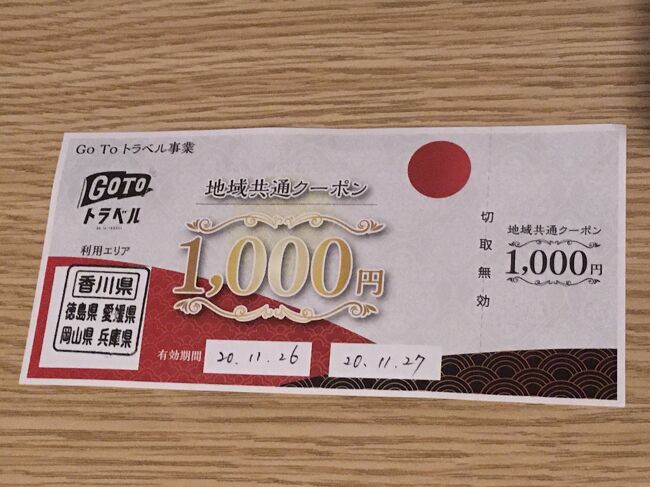 Go To トラベル事業
GOTO
トラベル
利用エリア
香川県
徳島県 愛媛県
岡山県 兵庫県
地域共通クーポン
1,000円
有効期間 20.11.26 20.11.27
切取無効
地域共通クーポン
1,000円